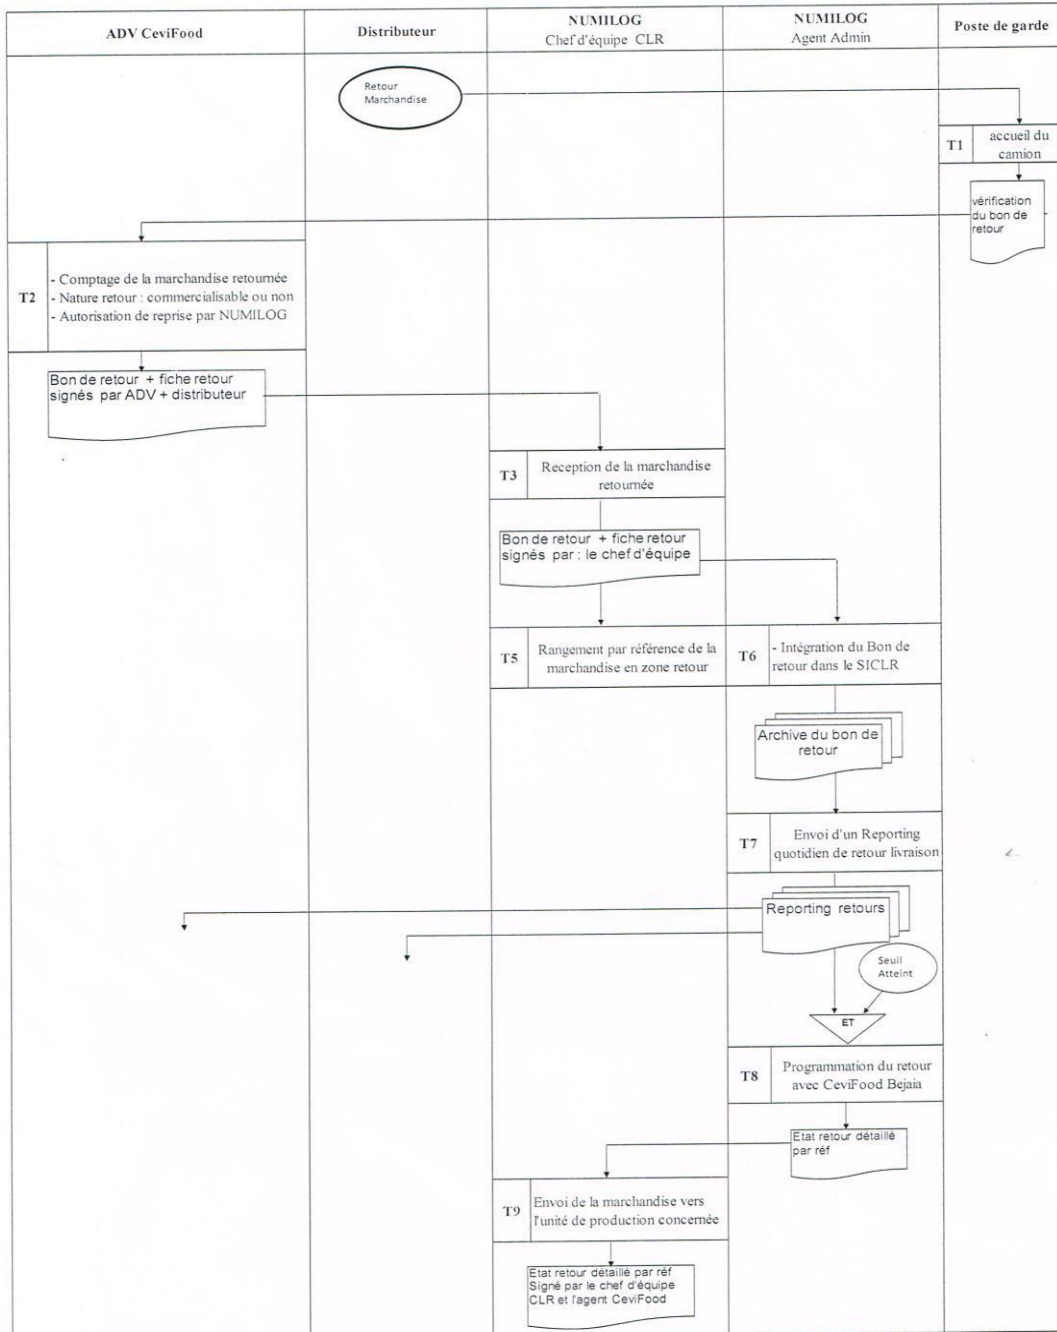 ADV CeviFood
Distributeur
NUMILOG
Chef d'équipe CLR
NUMILOG
Agent Admin
Poste de garde
Retour
Marchandise
T1
accueil du
camion
vérification
du bon de
retour
T2
- Comptage de la marchandise retournée
- Nature retour : commercialisable ou non
- Autorisation de reprise par NUMILOG
Bon de retour + fiche retour
signés par ADV + distributeur
T3
Reception de la marchandise
retournée
Bon de retour + fiche retour
signés par : le chef d'équipe
T5
Rangement par référence de la
marchandise en zone retour
T6
- Intégration du Bon de
retour dans le SICLR
Archive du bon de
retour
T7
Envoi d'un Reporting
quotidien de retour livraison
Reporting retours
Seuil
Atteint
ET
T8
Programmation du retour
avec CeviFood Bejaia
Etat retour détaillé
par réf
T9
Envoi de la marchandise vers
l'unité de production concernée
Etat retour détaillé par réf
Signé par le chef d'équipe
CLR et l'agent CeviFood